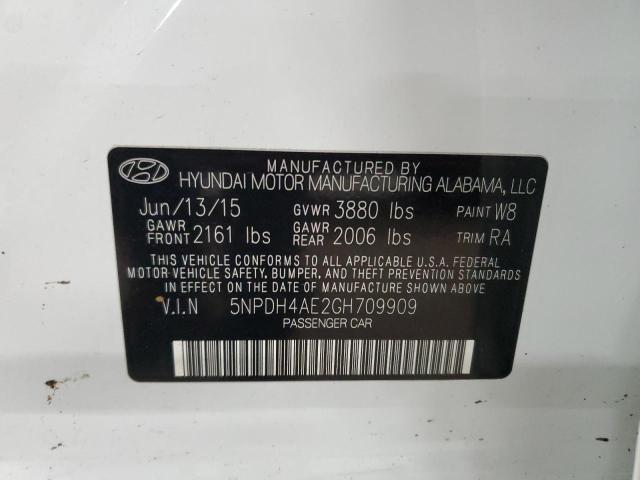 MANUFACTURED BY
HYUNDAI MOTOR MANUFACTURING ALABAMA, LLC
Jun/13/15 GVWR 3880 lbs PAINT W8
GAWR FRONT 2161 lbs GAWR REAR 2006 lbs TRIM RA
THIS VEHICLE CONFORMS TO ALL APPLICABLE U.S.A. FEDERAL
MOTOR VEHICLE SAFETY, BUMPER, AND THEFT PREVENTION STANDARDS
IN EFFECT ON THE DATE OF MANUFACTURE SHOWN ABOVE.
V.I.N 5NPDH4AE2GH709909
PASSENGER CAR